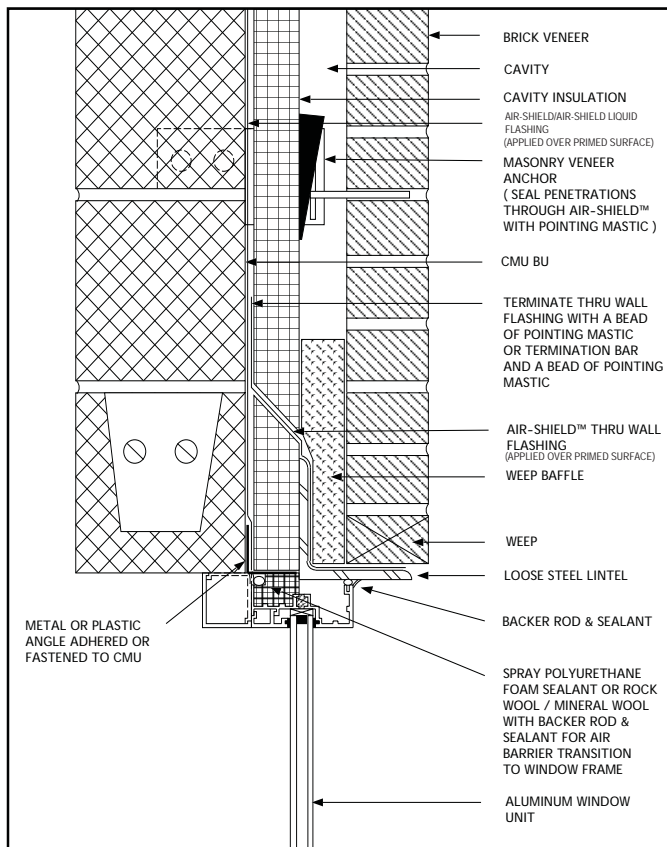 BRICK VENEER
CAVITY
CAVITY INSULATION
AIR-SHIELD/AIR-SHIELD LIQUID
FLASHING
(APPLIED OVER PRIMED SURFACE)
MASONRY VENEER
ANCHOR
( SEAL PENETRATIONS
THROUGH AIR-SHIELD™
WITH POINTING MASTIC )
CMU BU
TERMINATE THRU WALL
FLASHING WITH A BEAD
OF POINTING MASTIC
OR TERMINATION BAR
AND A BEAD OF POINTING
MASTIC
AIR-SHIELD™ THRU WALL
FLASHING
(APPLIED OVER PRIMED SURFACE)
WEEP BAFFLE
WEEP
LOOSE STEEL LINTEL
BACKER ROD & SEALANT
METAL OR PLASTIC
ANGLE ADHERED OR
FASTENED TO CMU
SPRAY POLYURETHANE
FOAM SEALANT OR ROCK
WOOL / MINERAL WOOL
WITH BACKER ROD &
SEALANT FOR AIR
BARRIER TRANSITION
TO WINDOW FRAME
ALUMINUM WINDOW
UNIT